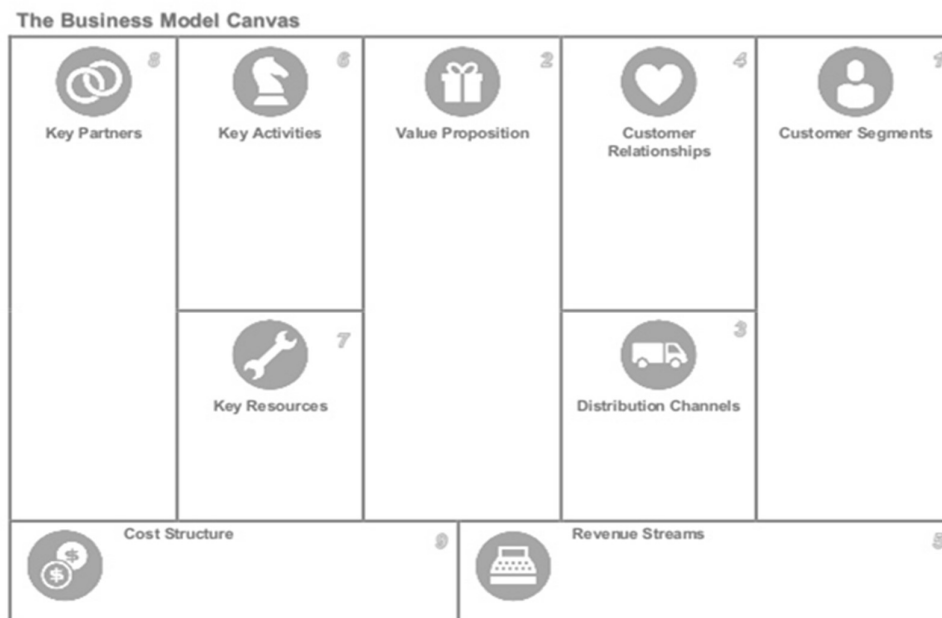 The Business Model Canvas
8
Key Partners
6
Key Activities
7
Key Resources
2
Value Proposition
4
Customer
Relationships
3
Distribution Channels
1
Customer Segments
Cost Structure
9
Revenue Streams
5
$
$